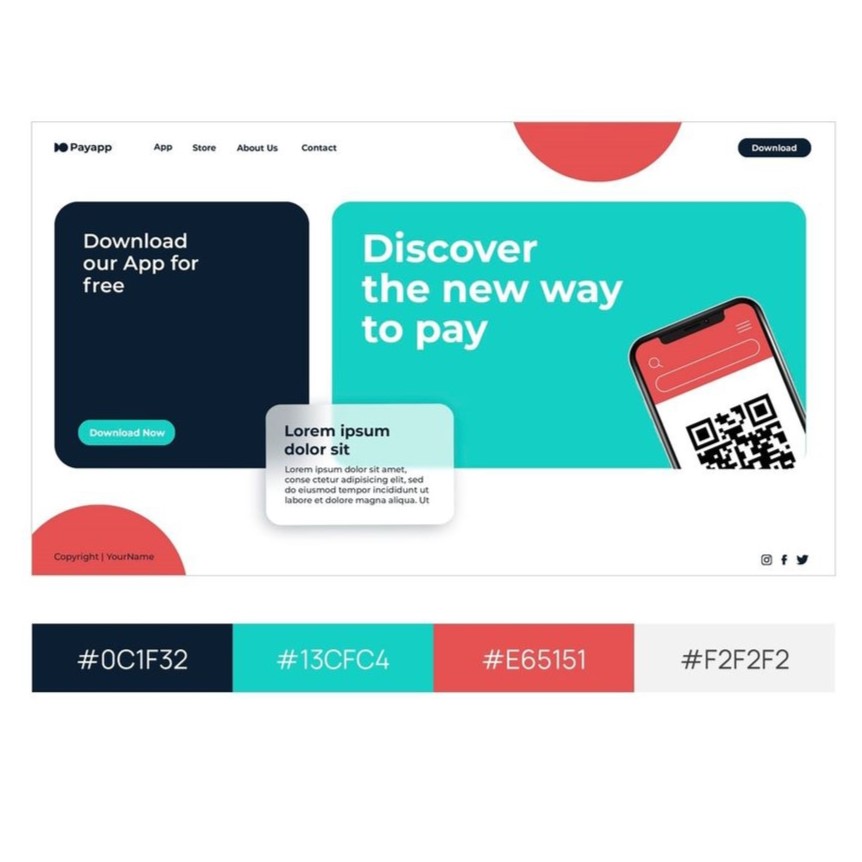 Payapp
App
Store
About Us
Contact
Download
Download
our App for
free
Download Now
Discover
the new way
to pay
Lorem ipsum
dolor sit
Lorem ipsum dolor sit amet,
conse ctetur adipisicing elit, sed
do eiusmod tempor incididunt ut
labore et dolore magna aliqua. Ut
Copyright | YourName
#0C1F32
#13CFC4
#E65151
#F2F2F2